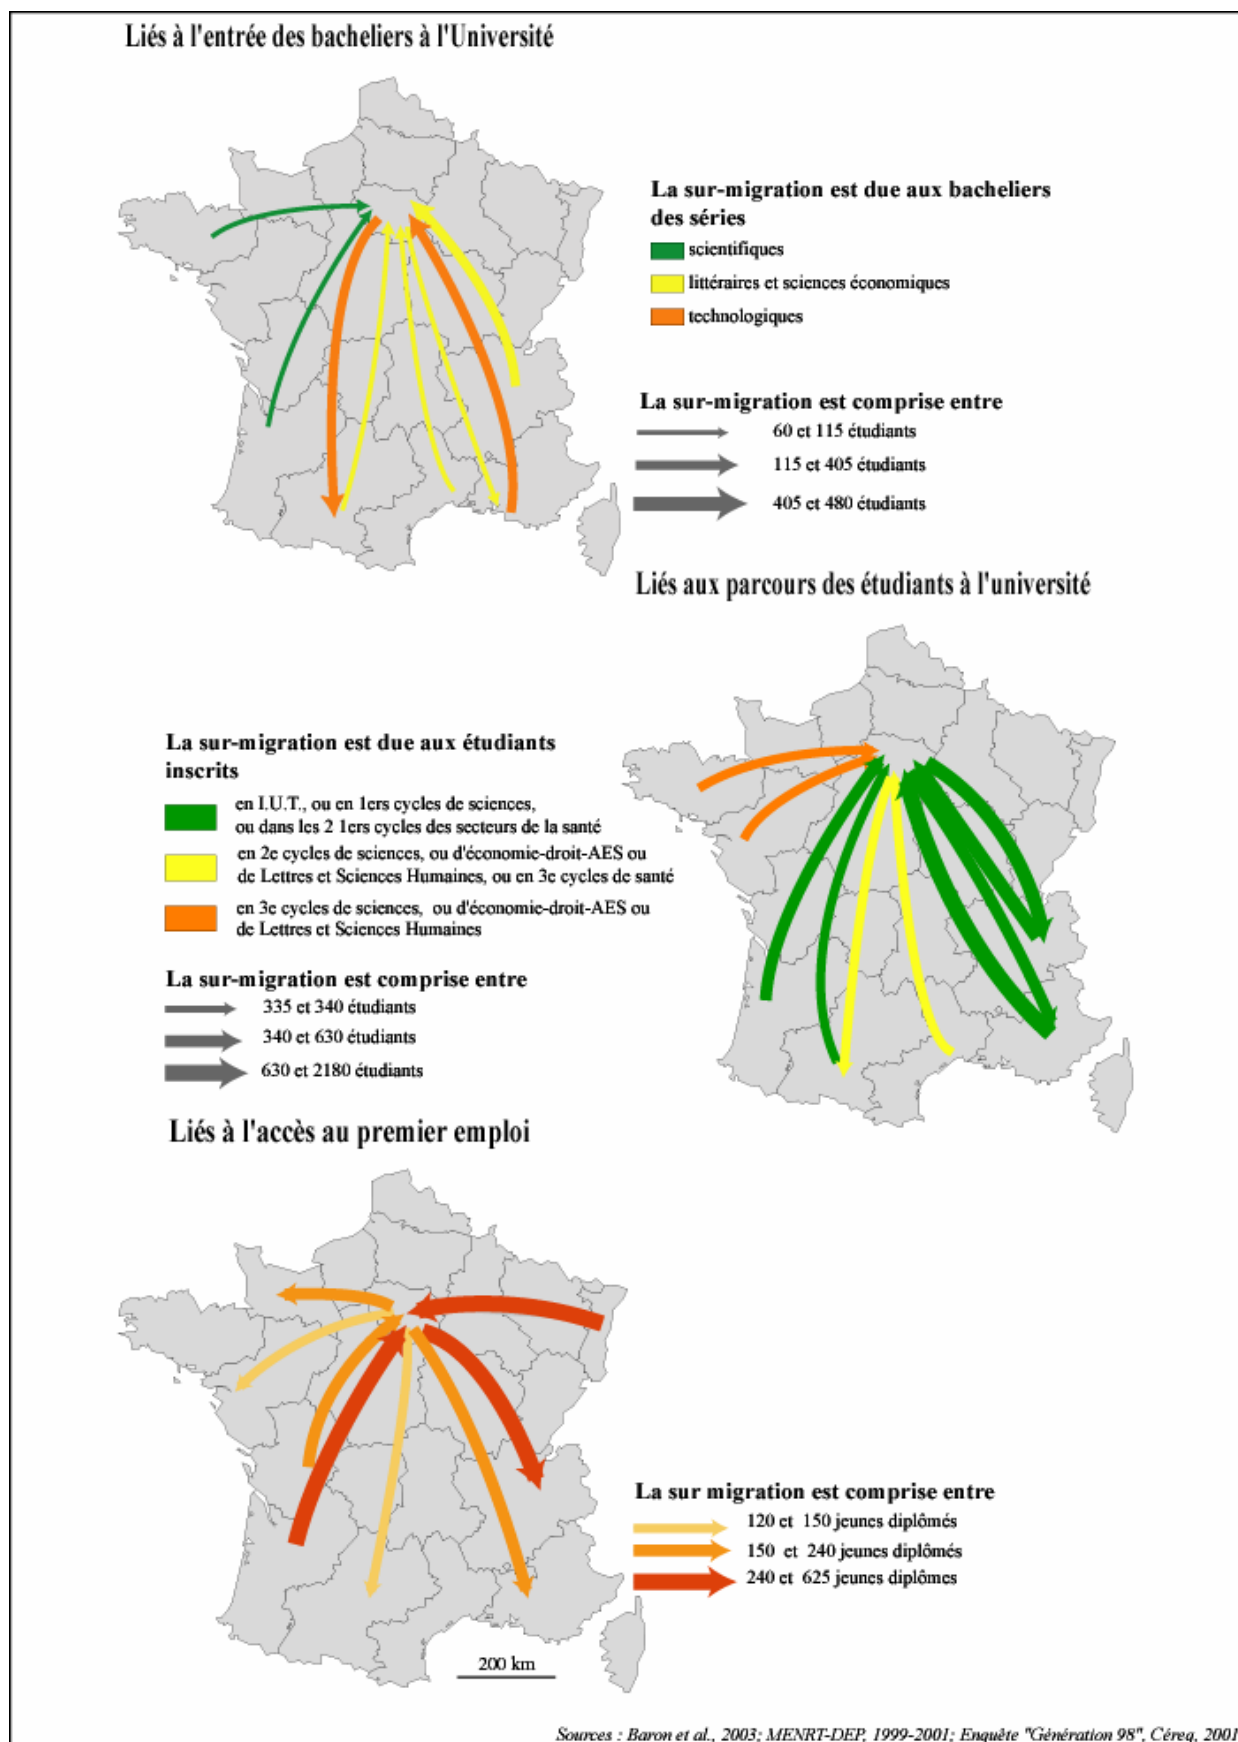 Liés à l'entrée des bacheliers à l'Université
La sur-migration est due aux bacheliers
des séries
scientifiques
littéraires et sciences économiques
technologiques
La sur-migration est comprise entre
60 et 115 étudiants
115 et 405 étudiants
405 et 480 étudiants
Liés aux parcours des étudiants à l'université
La sur-migration est due aux étudiants
inscrits
en I.U.T., ou en 1ers cycles de sciences,
ou dans les 2 1ers cycles des secteurs de la santé
en 2e cycles de sciences, ou d'économie-droit-AES ou
de Lettres et Sciences Humaines, ou en 3e cycles de santé
en 3e cycles de sciences, ou d'économie-droit-AES ou
de Lettres et Sciences Humaines
La sur-migration est comprise entre
335 et 340 étudiants
340 et 630 étudiants
630 et 2180 étudiants
Liés à l'accès au premier emploi
La sur migration est comprise entre
120 et 150 jeunes diplômés
150 et 240 jeunes diplômés
240 et 625 jeunes diplômes
200 km
Sources : Baron et al., 2003; MENRT-DEP, 1999-2001; Enquête "Génération 98", Céreq, 2001